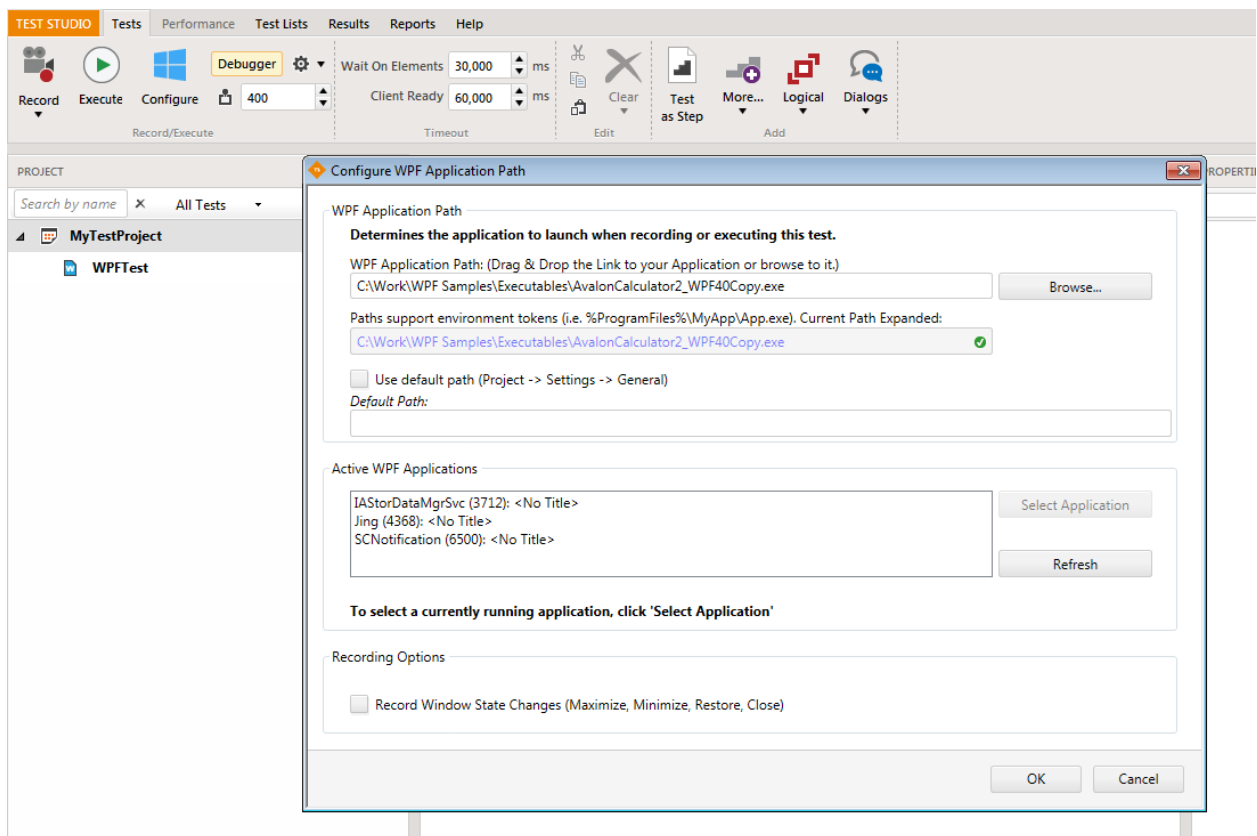 TEST STUDIO Tests Performance Test Lists Results Reports Help
Debugger
Wait On Elements 30,000 ms
Record Execute Configure
400
Client Ready 60,000 ms
Clear
Test as Step
More...
Logical
Dialogs
Record/Execute Timeout Edit Add
PROJECT
Search by name All Tests
MyTestProject
WPFTest
Configure WPF Application Path
WPF Application Path
Determines the application to launch when recording or executing this test.
WPF Application Path: (Drag & Drop the Link to your Application or browse to it.)
C:\Work\WPF Samples\Executables\AvalonCalculator2_WPF40Copy.exe
Browse...
Paths support environment tokens (i.e. %ProgramFiles%\MyApp\App.exe). Current Path Expanded:
C:\Work\WPF Samples\Executables\AvalonCalculator2_WPF40Copy.exe
Use default path (Project -> Settings -> General)
Default Path:
Active WPF Applications
IAStorDataMgrSvc (3712): <No Title>
Jing (4368): <No Title>
SCNotification (6500): <No Title>
Select Application
Refresh
To select a currently running application, click 'Select Application'
Recording Options
Record Window State Changes (Maximize, Minimize, Restore, Close)
OK Cancel